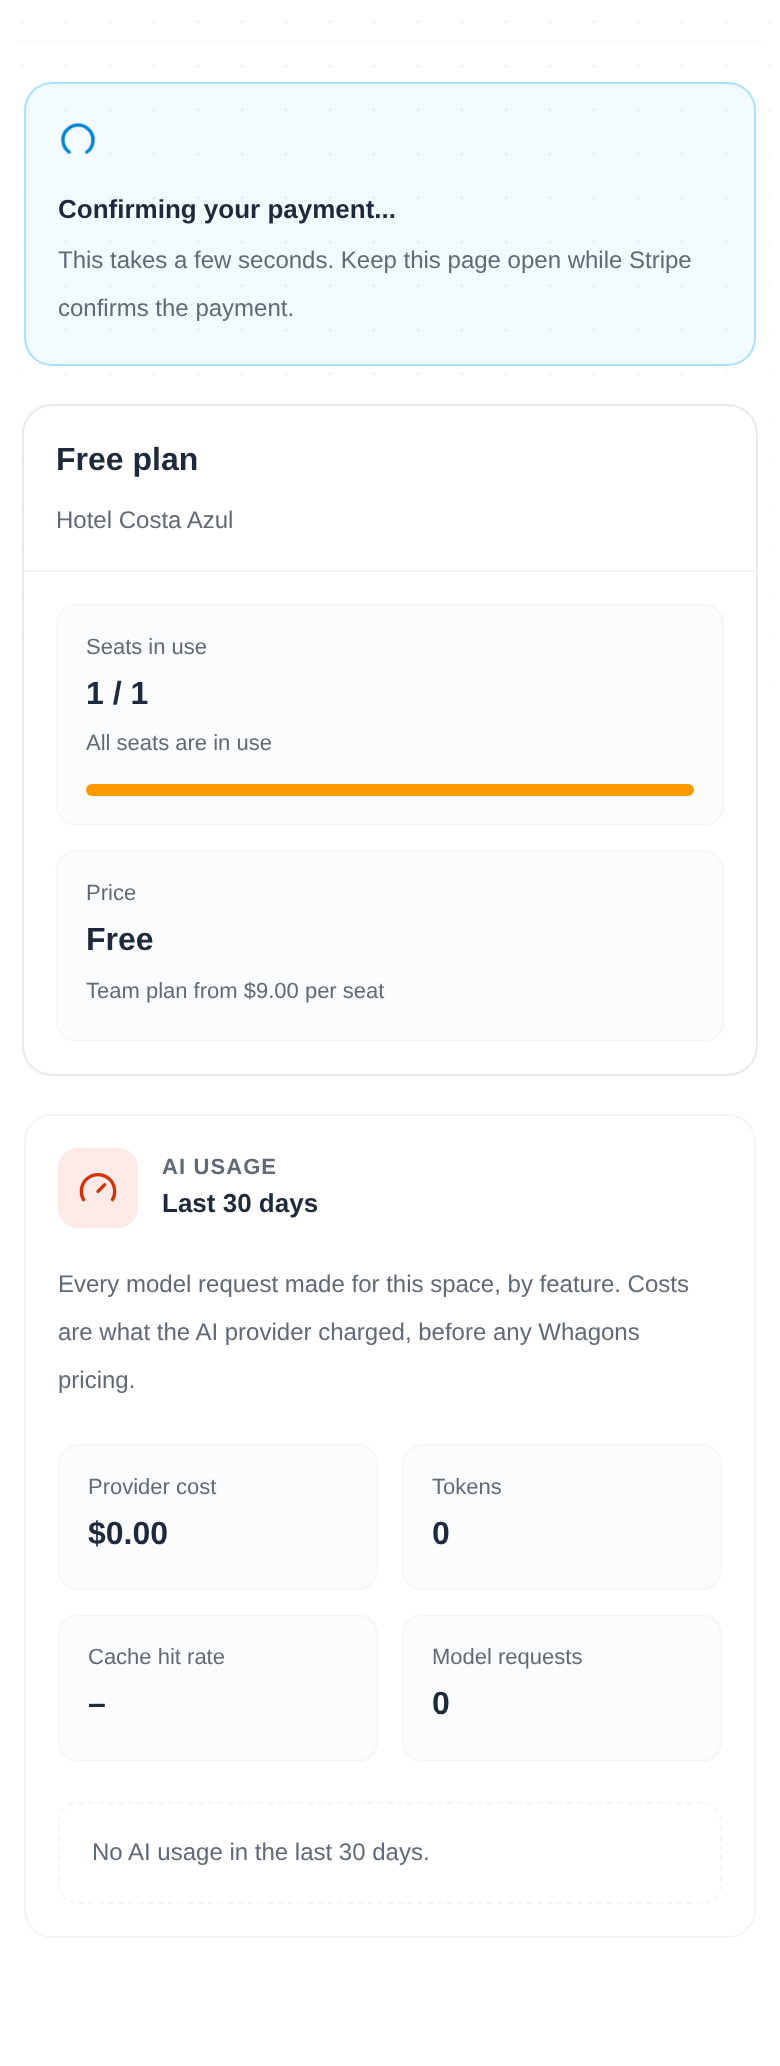 Confirming your payment...
This takes a few seconds. Keep this page open while Stripe
confirms the payment.
Free plan
Hotel Costa Azul
Seats in use
1 / 1
All seats are in use
Price
Free
Team plan from $9.00 per seat
AI USAGE
Last 30 days
Every model request made for this space, by feature. Costs
are what the AI provider charged, before any Whagons
pricing.
Provider cost
$0.00
Tokens
0
Cache hit rate
–
Model requests
0
No AI usage in the last 30 days.